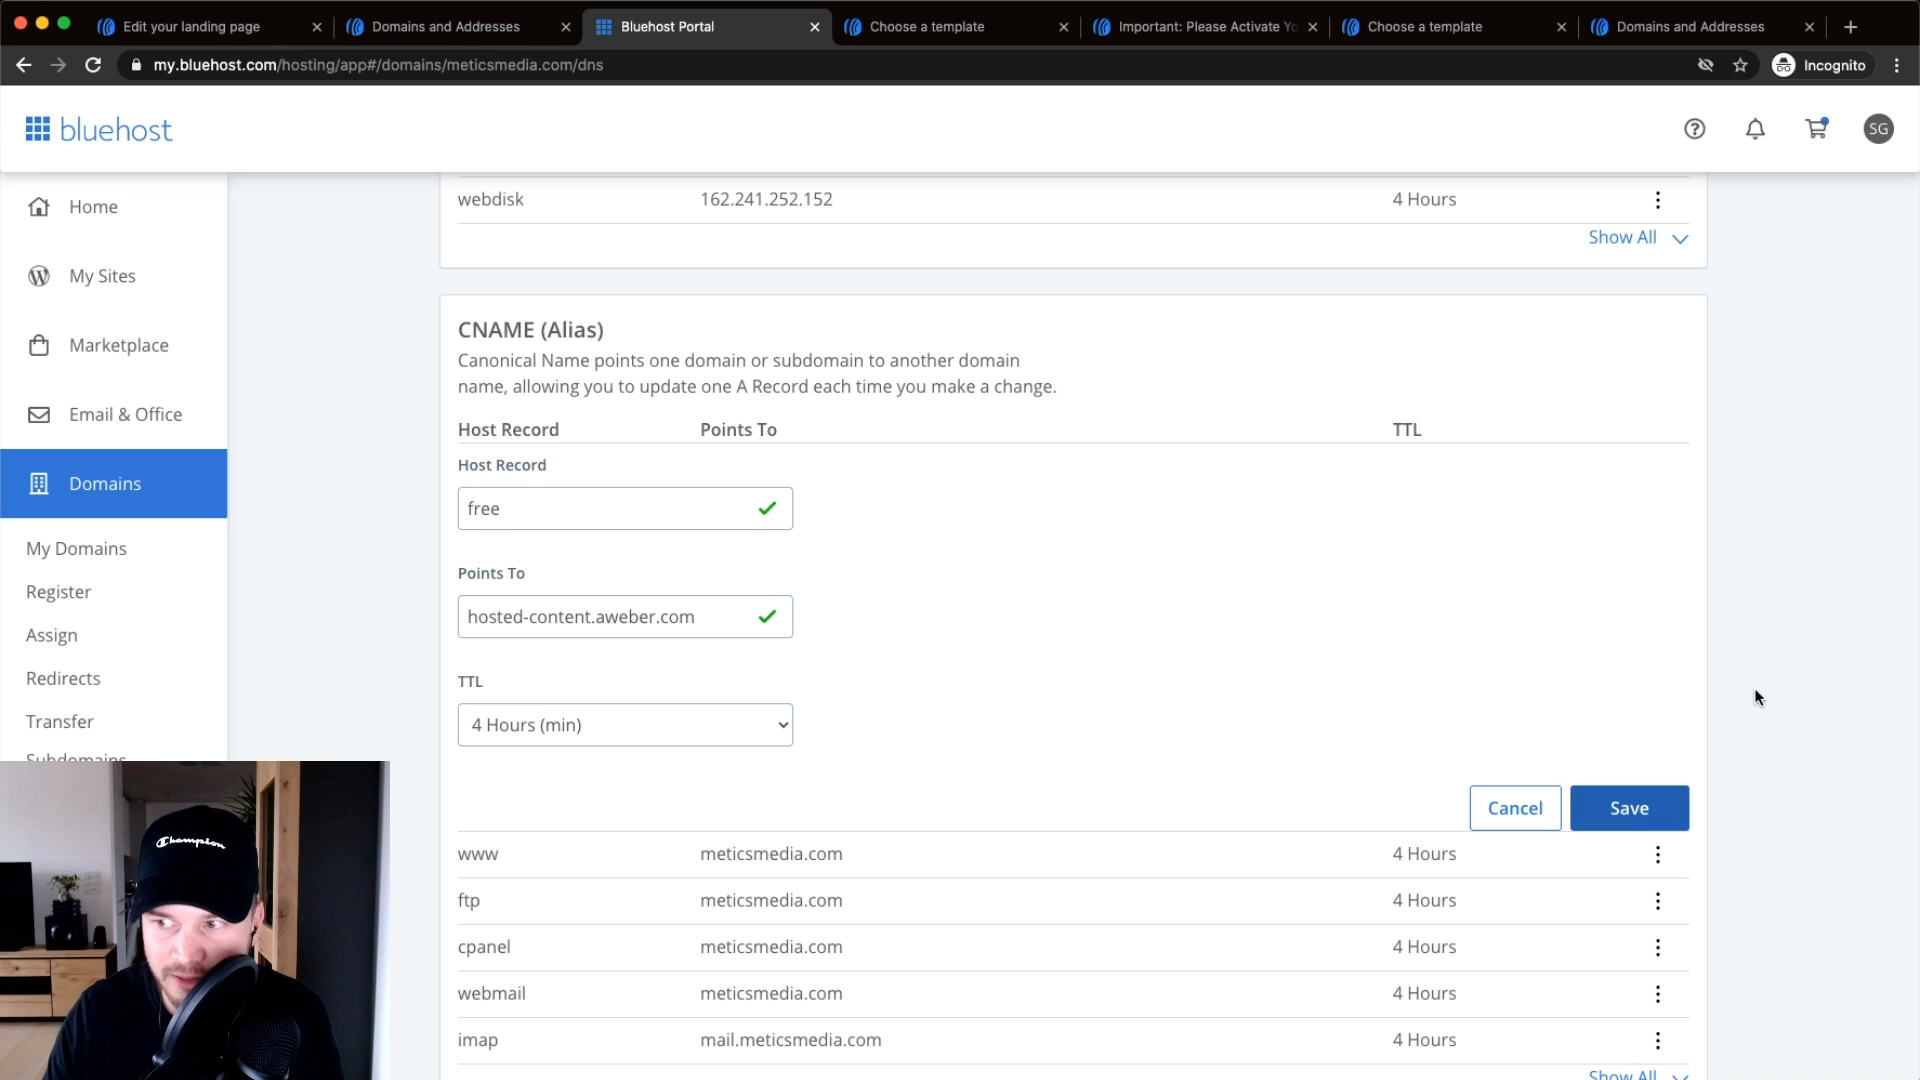 Edit your landing page
Domains and Addresses
Bluehost Portal
Choose a template
Important: Please Activate Yo
Choose a template
Domains and Addresses
my.bluehost.com/hosting/app#/domains/meticsmedia.com/dns
Incognito
bluehost
SG
Home
My Sites
Marketplace
Email & Office
Domains
My Domains
Register
Assign
Redirects
Transfer
Subdomains
webdisk 162.241.252.152 4 Hours
Show All
CNAME (Alias)
Canonical Name points one domain or subdomain to another domain
name, allowing you to update one A Record each time you make a change.
Host Record Points To TTL
Host Record
free
Points To
hosted-content.aweber.com
TTL
4 Hours (min)
Cancel Save
www meticsmedia.com 4 Hours
ftp meticsmedia.com 4 Hours
cpanel meticsmedia.com 4 Hours
webmail meticsmedia.com 4 Hours
imap mail.meticsmedia.com 4 Hours
Show All
Champion